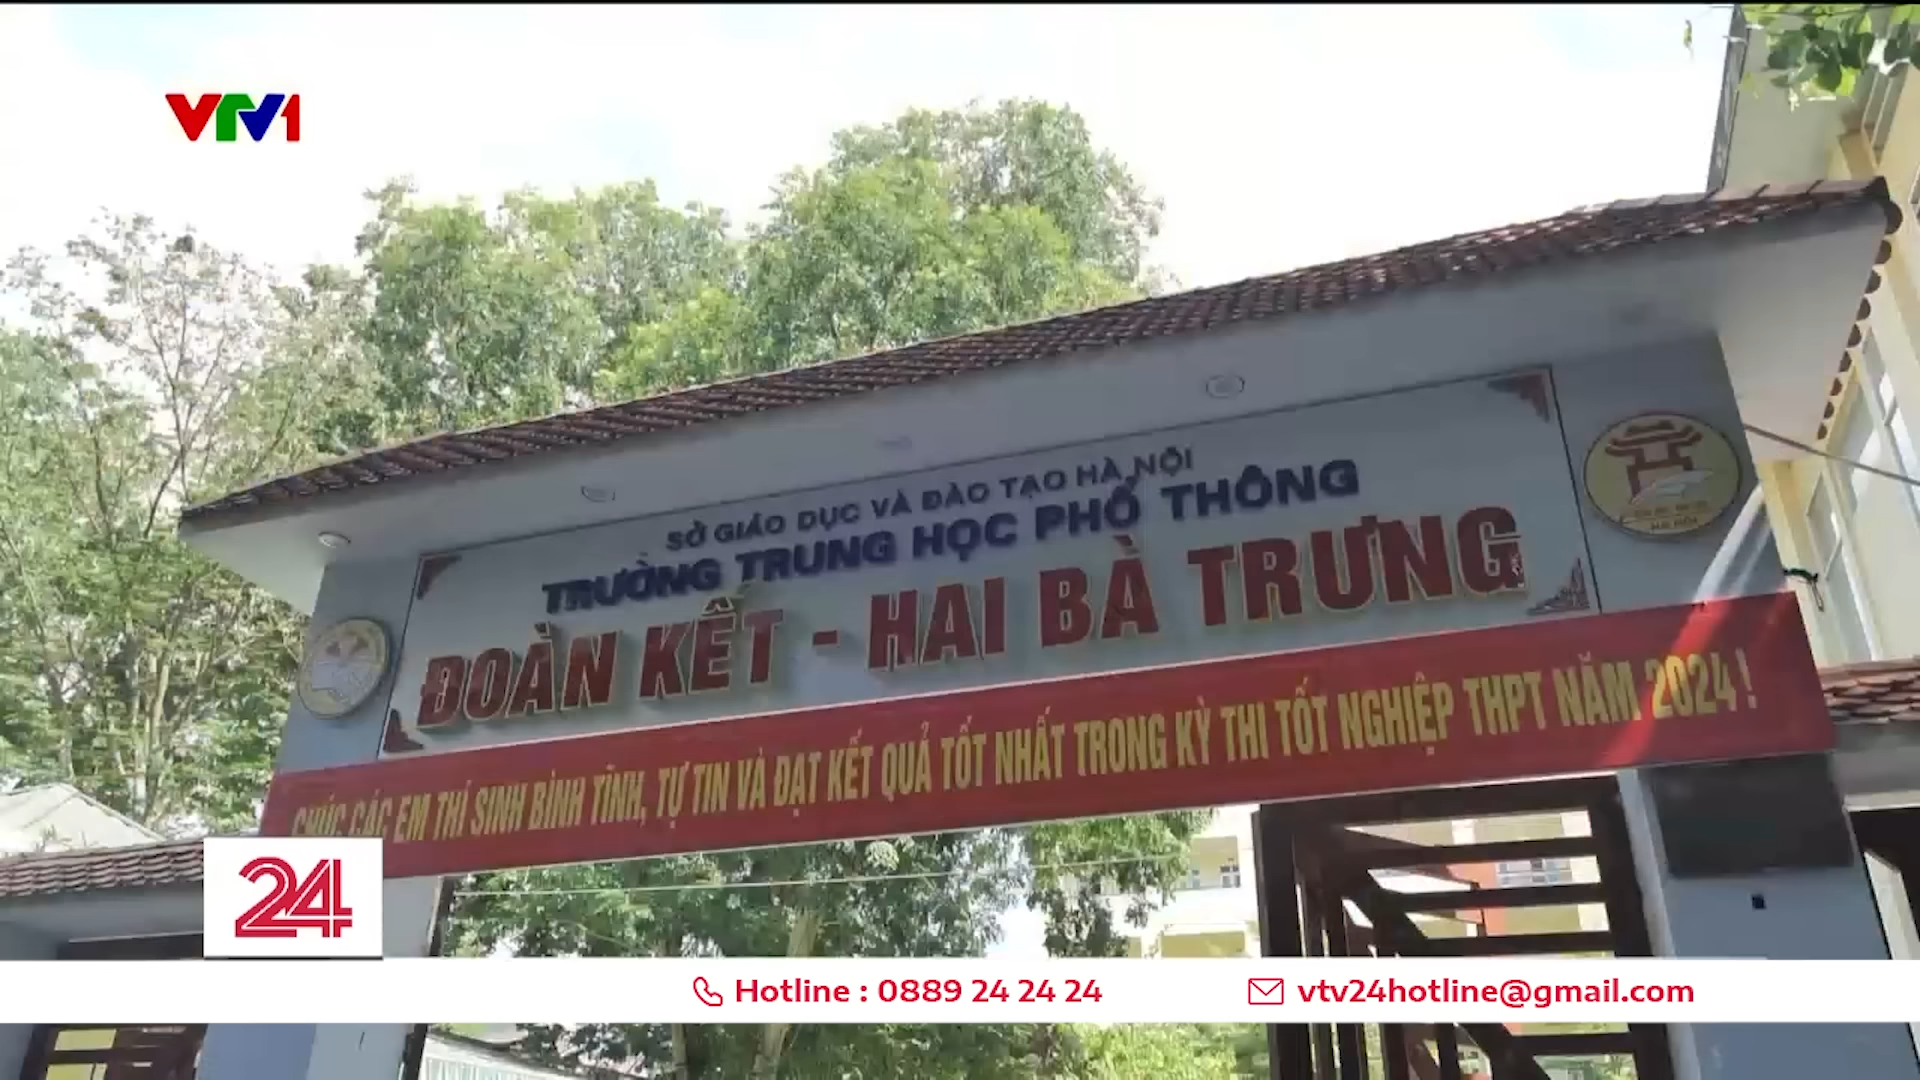 VTV1
SỞ GIÁO DỤC VÀ ĐÀO TẠO HÀ NỘI
TRƯỜNG TRUNG HỌC PHỔ THÔNG
ĐOÀN KẾT - HAI BÀ TRƯNG
CHÚC CÁC EM THÍ SINH BÌNH TĨNH, TỰ TIN VÀ ĐẠT KẾT QUẢ TỐT NHẤT TRONG KỲ THI TỐT NGHIỆP THPT NĂM 2024 !
24
Hotline : 0889 24 24 24
vtv24hotline@gmail.com